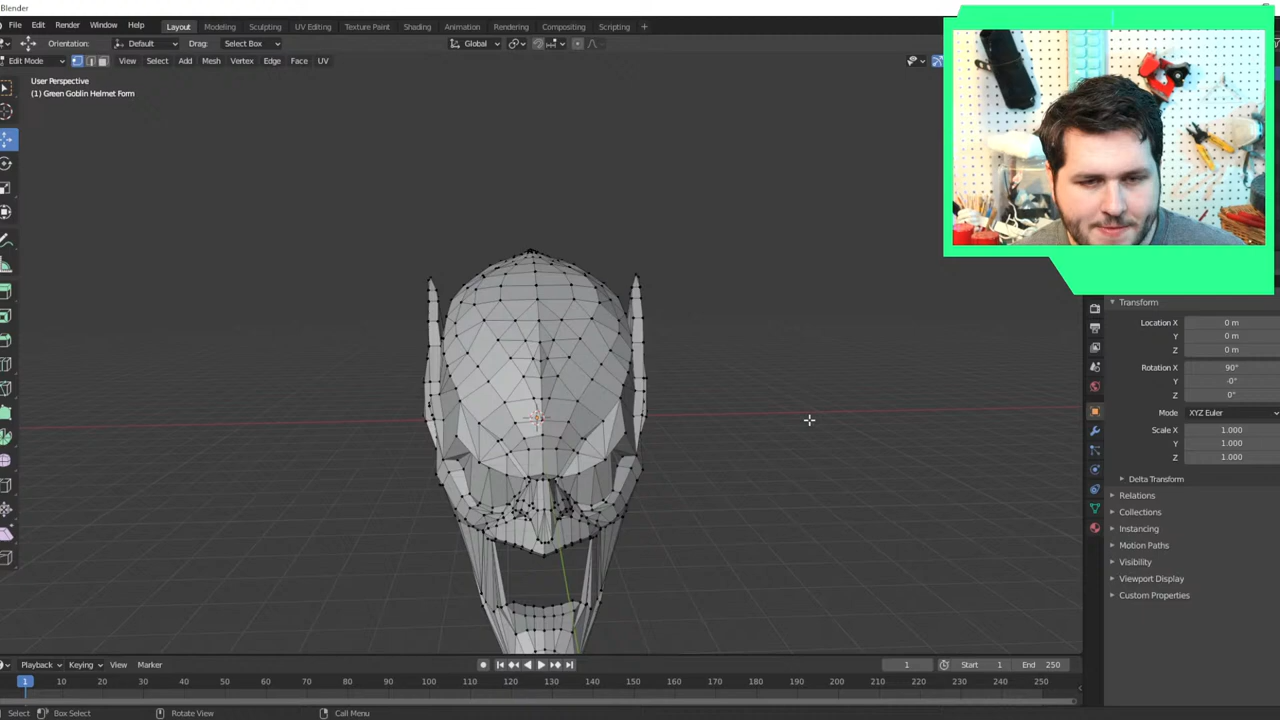 Blender
File Edit Render Window Help Layout Modeling Sculpting UV Editing Texture Paint Shading Animation Rendering Compositing Scripting +
Orientation: Default Drag: Select Box Global
Edit Mode View Select Add Mesh Vertex Edge Face UV
User Perspective
(1) Green Goblin Helmet Form
Transform
Location X 0 m
Y 0 m
Z 0 m
Rotation X 90°
Y -0°
Z 0°
Mode XYZ Euler
Scale X 1.000
Y 1.000
Z 1.000
Delta Transform
Relations
Collections
Instancing
Motion Paths
Visibility
Viewport Display
Custom Properties
Playback Keying View Marker 1 Start 1 End 250
1 10 20 30 40 50 60 70 80 90 100 110 120 130 140 150 160 170 180 190 200 210 220 230 240 250
Select Box Select Rotate View Call Menu